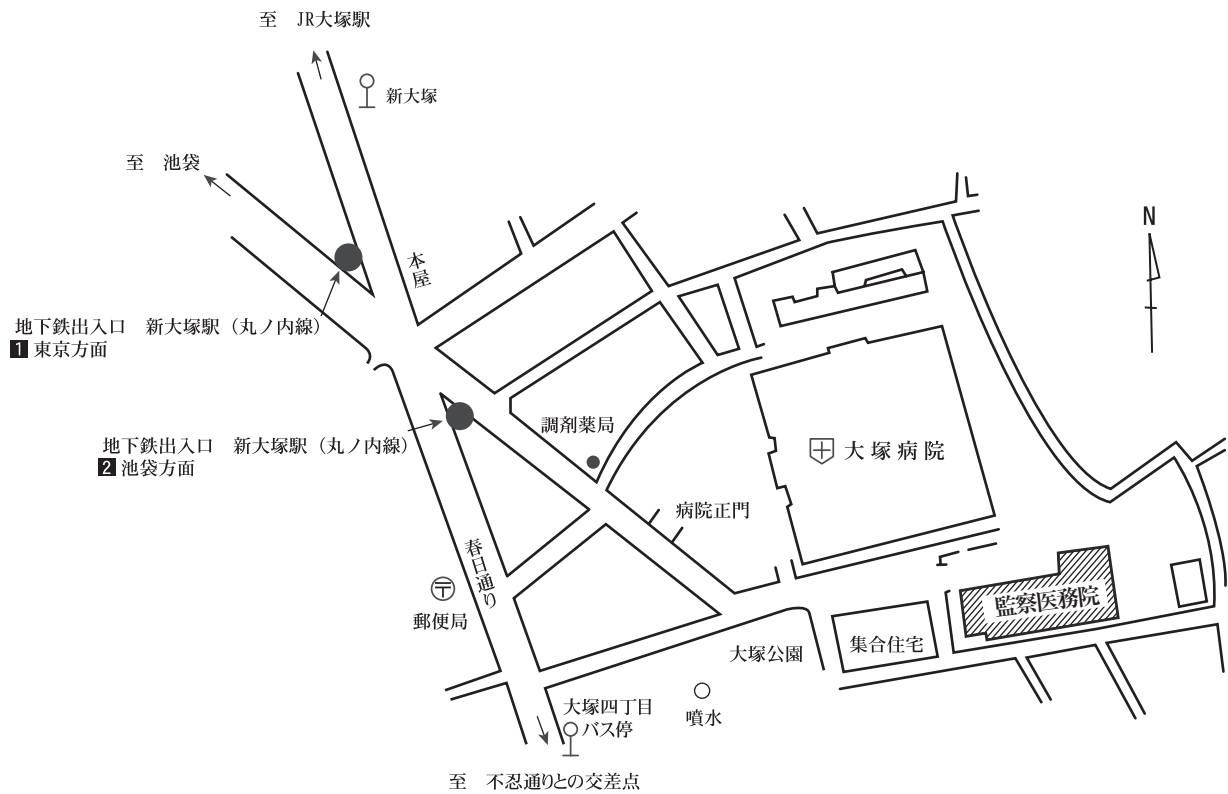 至　JR大塚駅
新大塚
至　池袋
N
本屋
地下鉄出入口　新大塚駅（丸ノ内線）
1 東京方面
調剤薬局
地下鉄出入口　新大塚駅（丸ノ内線）
2 池袋方面
大塚病院
病院正門
春日通り
〒
郵便局
監察医務院
集合住宅
大塚公園
大塚四丁目
バス停
噴水
至　不忍通りとの交差点